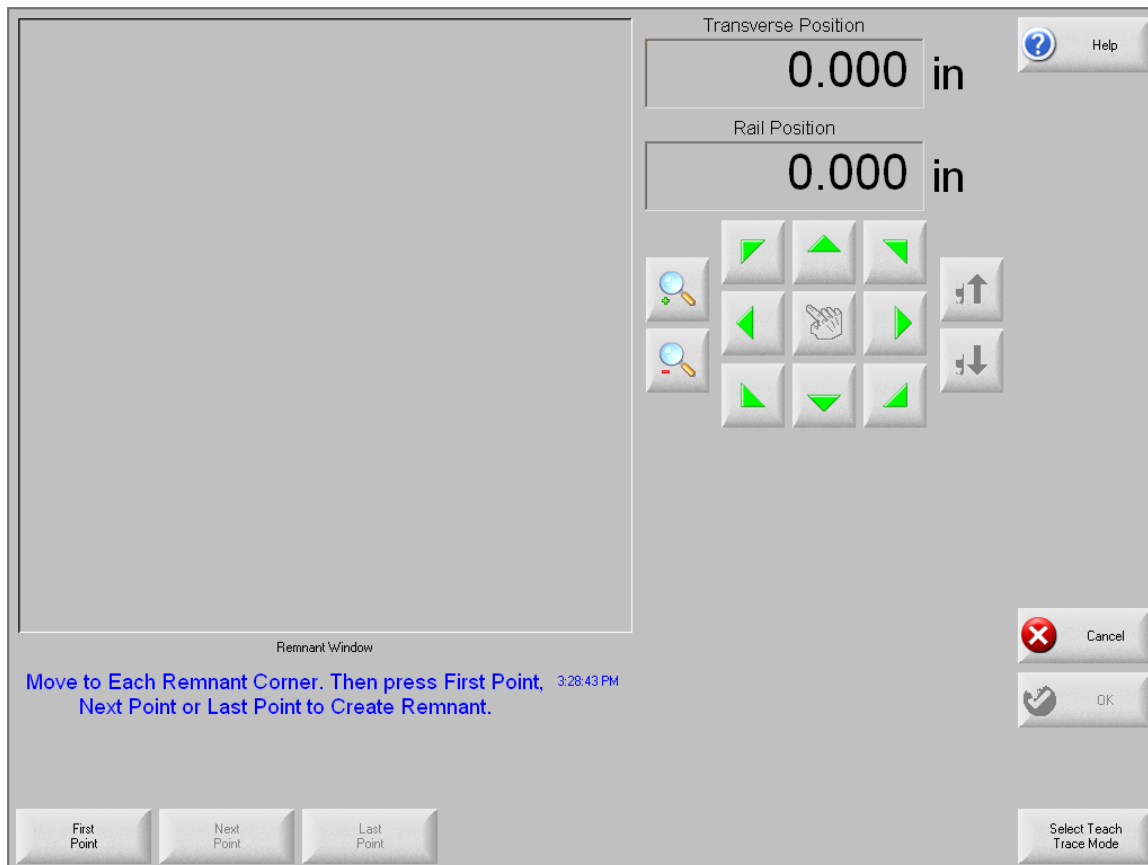 Transverse Position
0.000 in
Rail Position
0.000 in
Help
Remnant Window
Move to Each Remnant Corner. Then press First Point, 3:28:43 PM
Next Point or Last Point to Create Remnant.
Cancel
OK
First
Point
Next
Point
Last
Point
Select Teach
Trace Mode